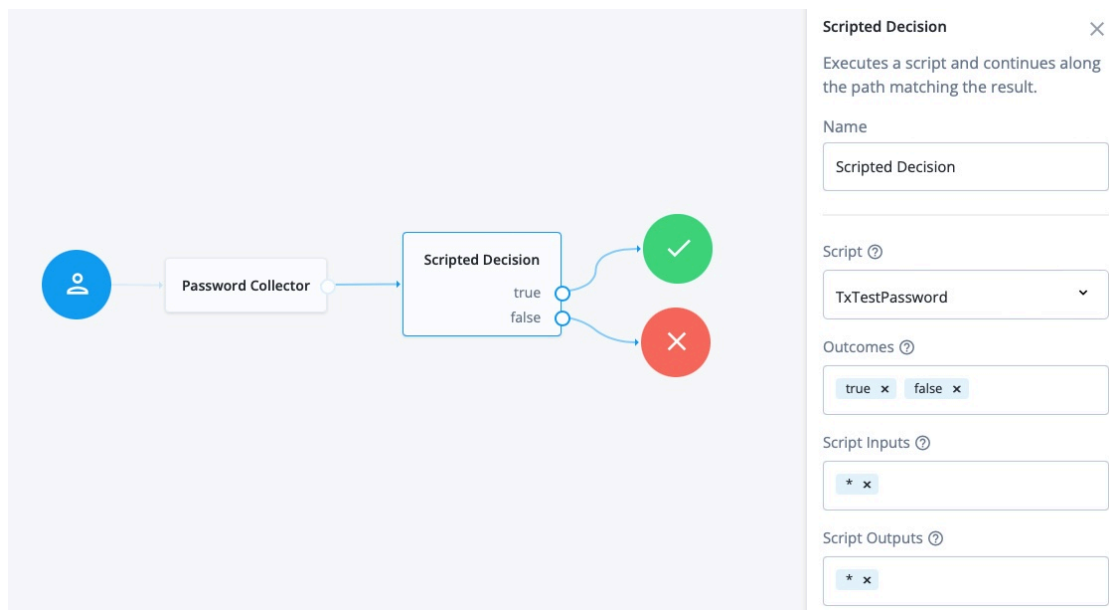 Password Collector
Scripted Decision
true
false
Scripted Decision
Executes a script and continues along
the path matching the result.
Name
Scripted Decision
Script
TxTestPassword
Outcomes
true × false ×
Script Inputs
* ×
Script Outputs
* ×